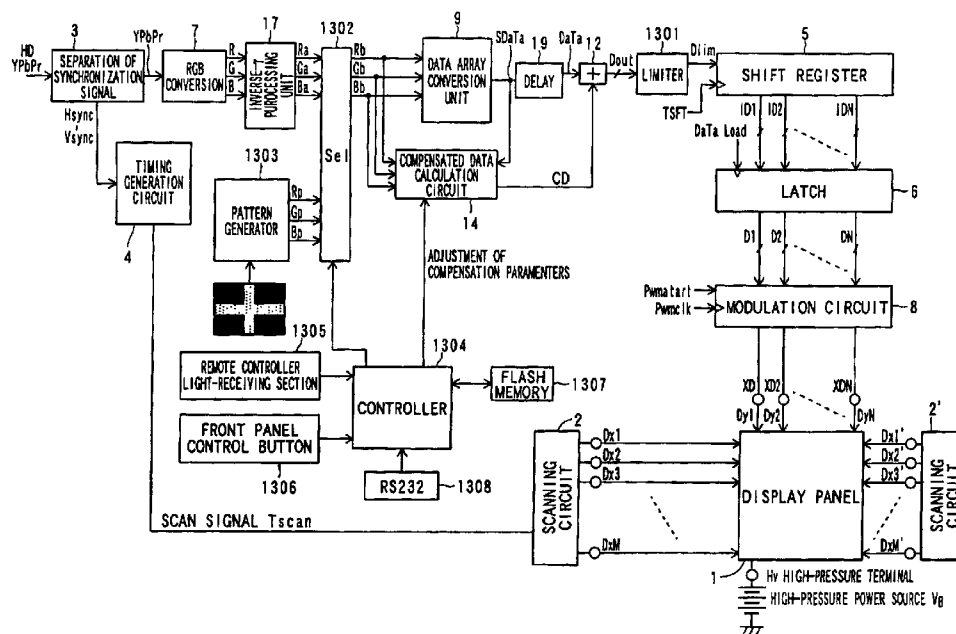 3
7
17
1302
9
1301
5
HD
YPbPr
YPbPr
SEPARATION OF
SYNCHRONIZATION
SIGNAL
RGB
CONVERSION
R
G
B
INVERSE-γ
PUROCESSING
UNIT
Ra
Ga
Ba
Sel
Rb
Gb
Bb
DATA ARRAY
CONVERSION
UNIT
SDaTa
19
DELAY
DaTa
12
+
Dout
LIMITER
Dlim
SHIFT REGISTER
TSFT
Hsync
Vsync
ID1
ID2
IDN
DaTa Load
TIMING
GENERATION
CIRCUIT
4
1303
PATTERN
GENERATOR
Rp
Gp
Bp
COMPENSATED DATA
CALCULATION
CIRCUIT
14
CD
LATCH
6
D1
D2
DN
ADJUSTMENT OF
COMPENSATION PARAMENTERS
Pwmatart
Pwmclk
MODULATION CIRCUIT
8
1305
REMOTE CONTROLLER
LIGHT-RECEIVING SECTION
1304
CONTROLLER
FLASH
MEMORY
1307
FRONT PANEL
CONTROL BUTTON
1306
RS232
1308
XD
XD2
XDN
Dy1
Dy2
DyN
2
SCANNING
CIRCUIT
Dx1
Dx2
Dx3
DxM
DISPLAY PANEL
1
Dx1'
Dx2'
Dx3'
DxM'
2'
SCANNING
CIRCUIT
SCAN SIGNAL Tscan
Hv HIGH-PRESSURE TERMINAL
HIGH-PRESSURE POWER SOURCE VB